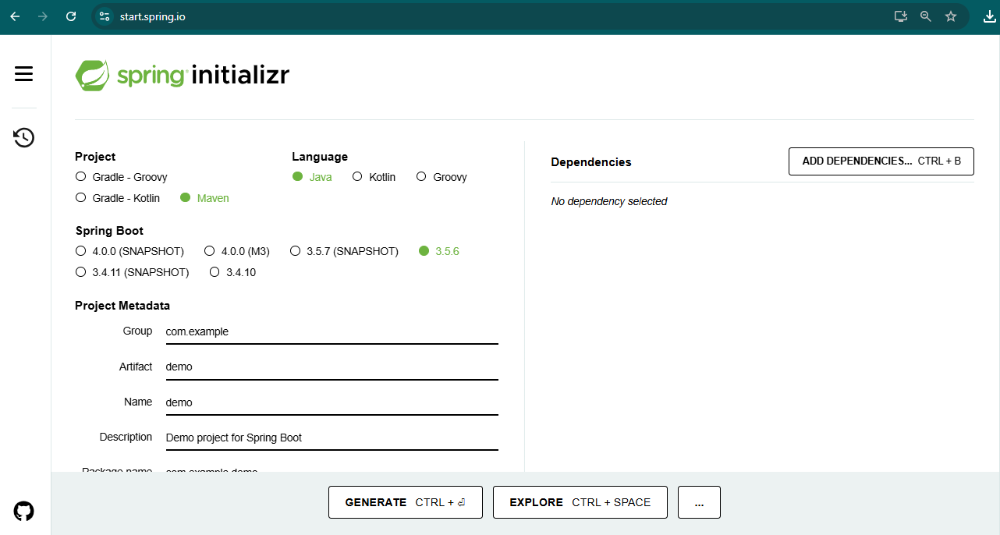 start.spring.io
spring initializr
Project
Gradle - Groovy
Gradle - Kotlin
Maven
Language
Java
Kotlin
Groovy
Spring Boot
4.0.0 (SNAPSHOT)
4.0.0 (M3)
3.5.7 (SNAPSHOT)
3.5.6
3.4.11 (SNAPSHOT)
3.4.10
Project Metadata
Group com.example
Artifact demo
Name demo
Description Demo project for Spring Boot
Package name com.example.demo
Dependencies
ADD DEPENDENCIES... CTRL + B
No dependency selected
GENERATE CTRL + ⏎
EXPLORE CTRL + SPACE
...